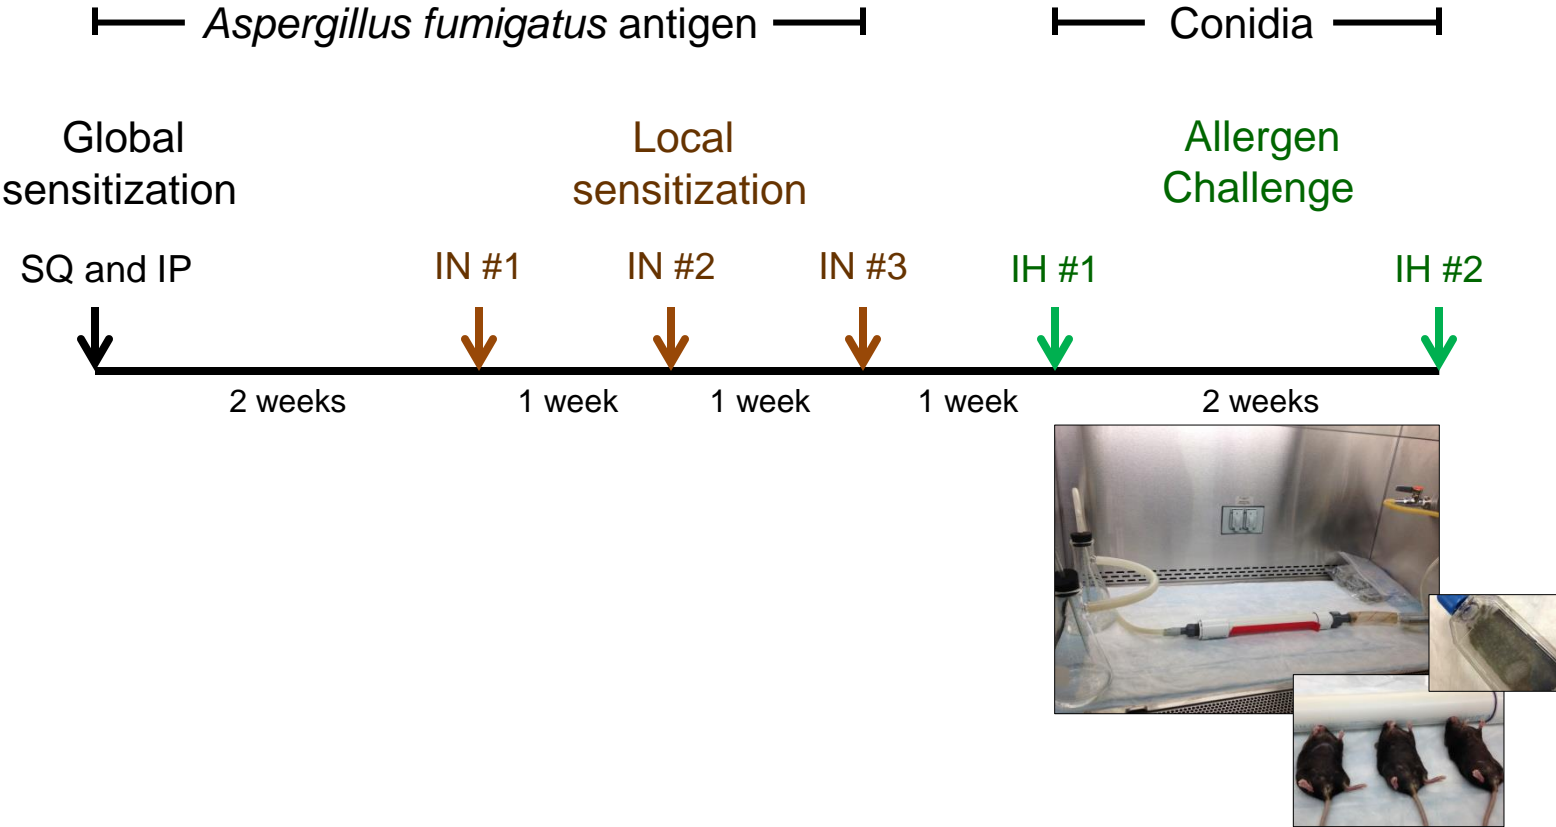 Aspergillus fumigatus antigen
Conidia
Global
sensitization
Local
sensitization
Allergen
Challenge
SQ and IP
IN #1
IN #2
IN #3
IH #1
IH #2
2 weeks
1 week
1 week
1 week
2 weeks